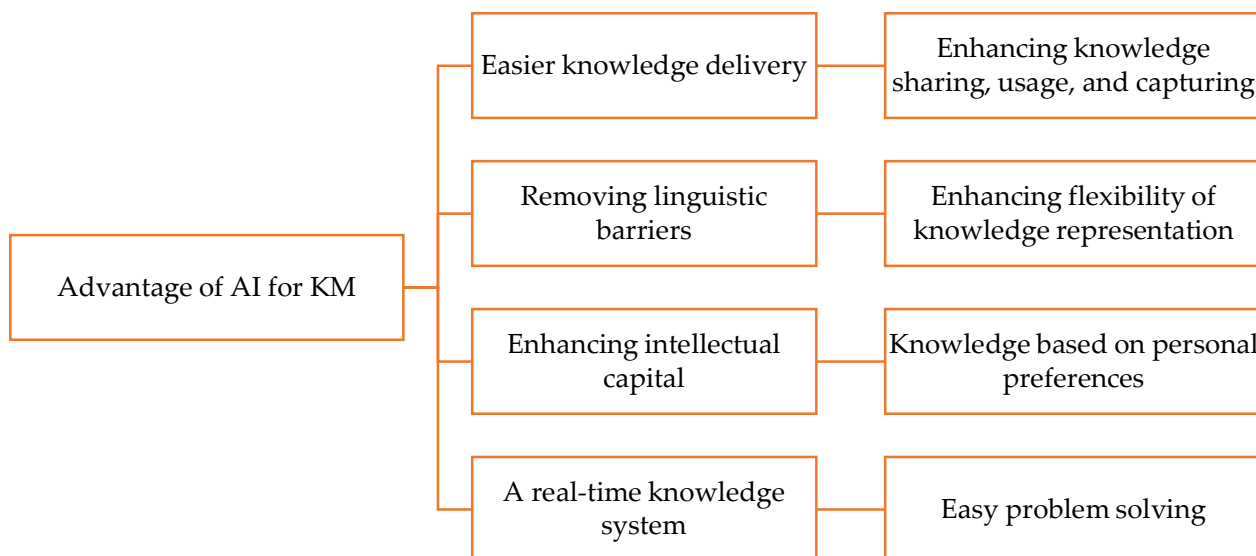 Easier knowledge delivery
Enhancing knowledge
sharing, usage, and capturing
Removing linguistic
barriers
Enhancing flexibility of
knowledge representation
Advantage of AI for KM
Enhancing intellectual
capital
Knowledge based on personal
preferences
A real-time knowledge
system
Easy problem solving